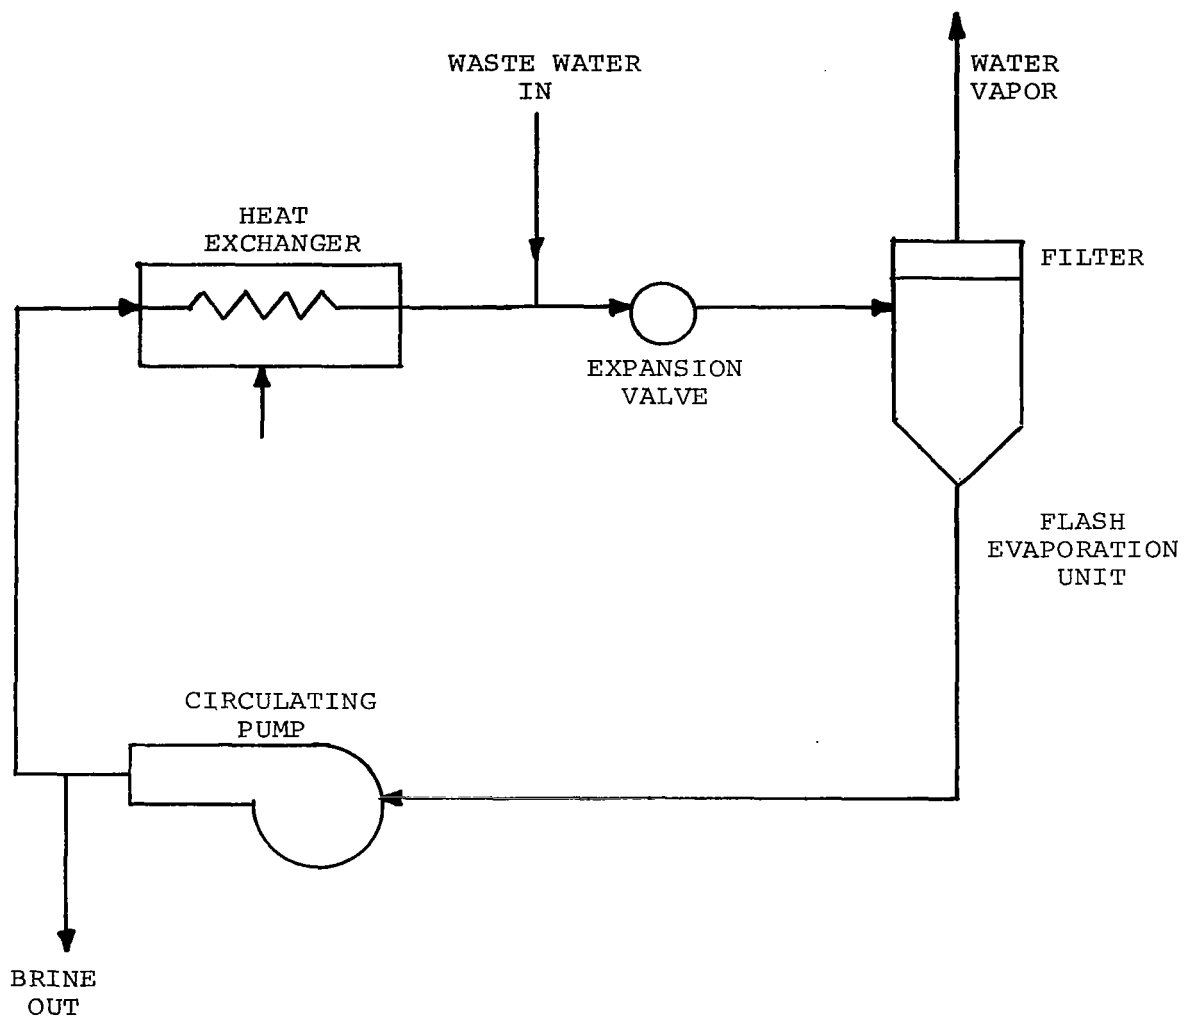 WASTE WATER
IN
WATER
VAPOR
HEAT
EXCHANGER
FILTER
EXPANSION
VALVE
FLASH
EVAPORATION
UNIT
CIRCULATING
PUMP
BRINE
OUT